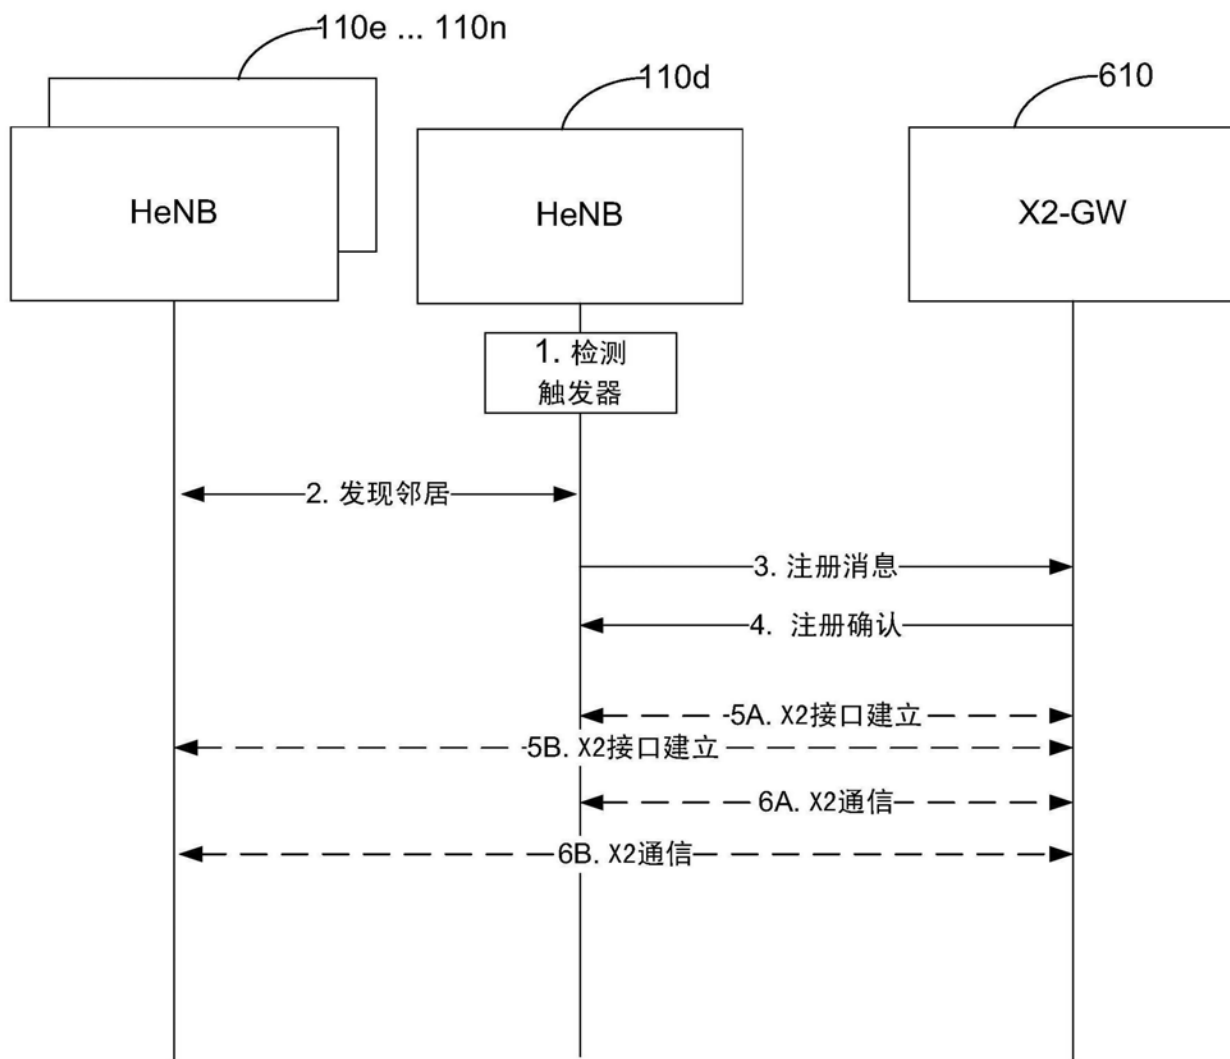 110e ... 110n
110d
610
HeNB
HeNB
X2-GW
1. 检测
触发器
2. 发现邻居
3. 注册消息
4. 注册确认
5A. X2接口建立
5B. X2接口建立
6A. X2通信
6B. X2通信